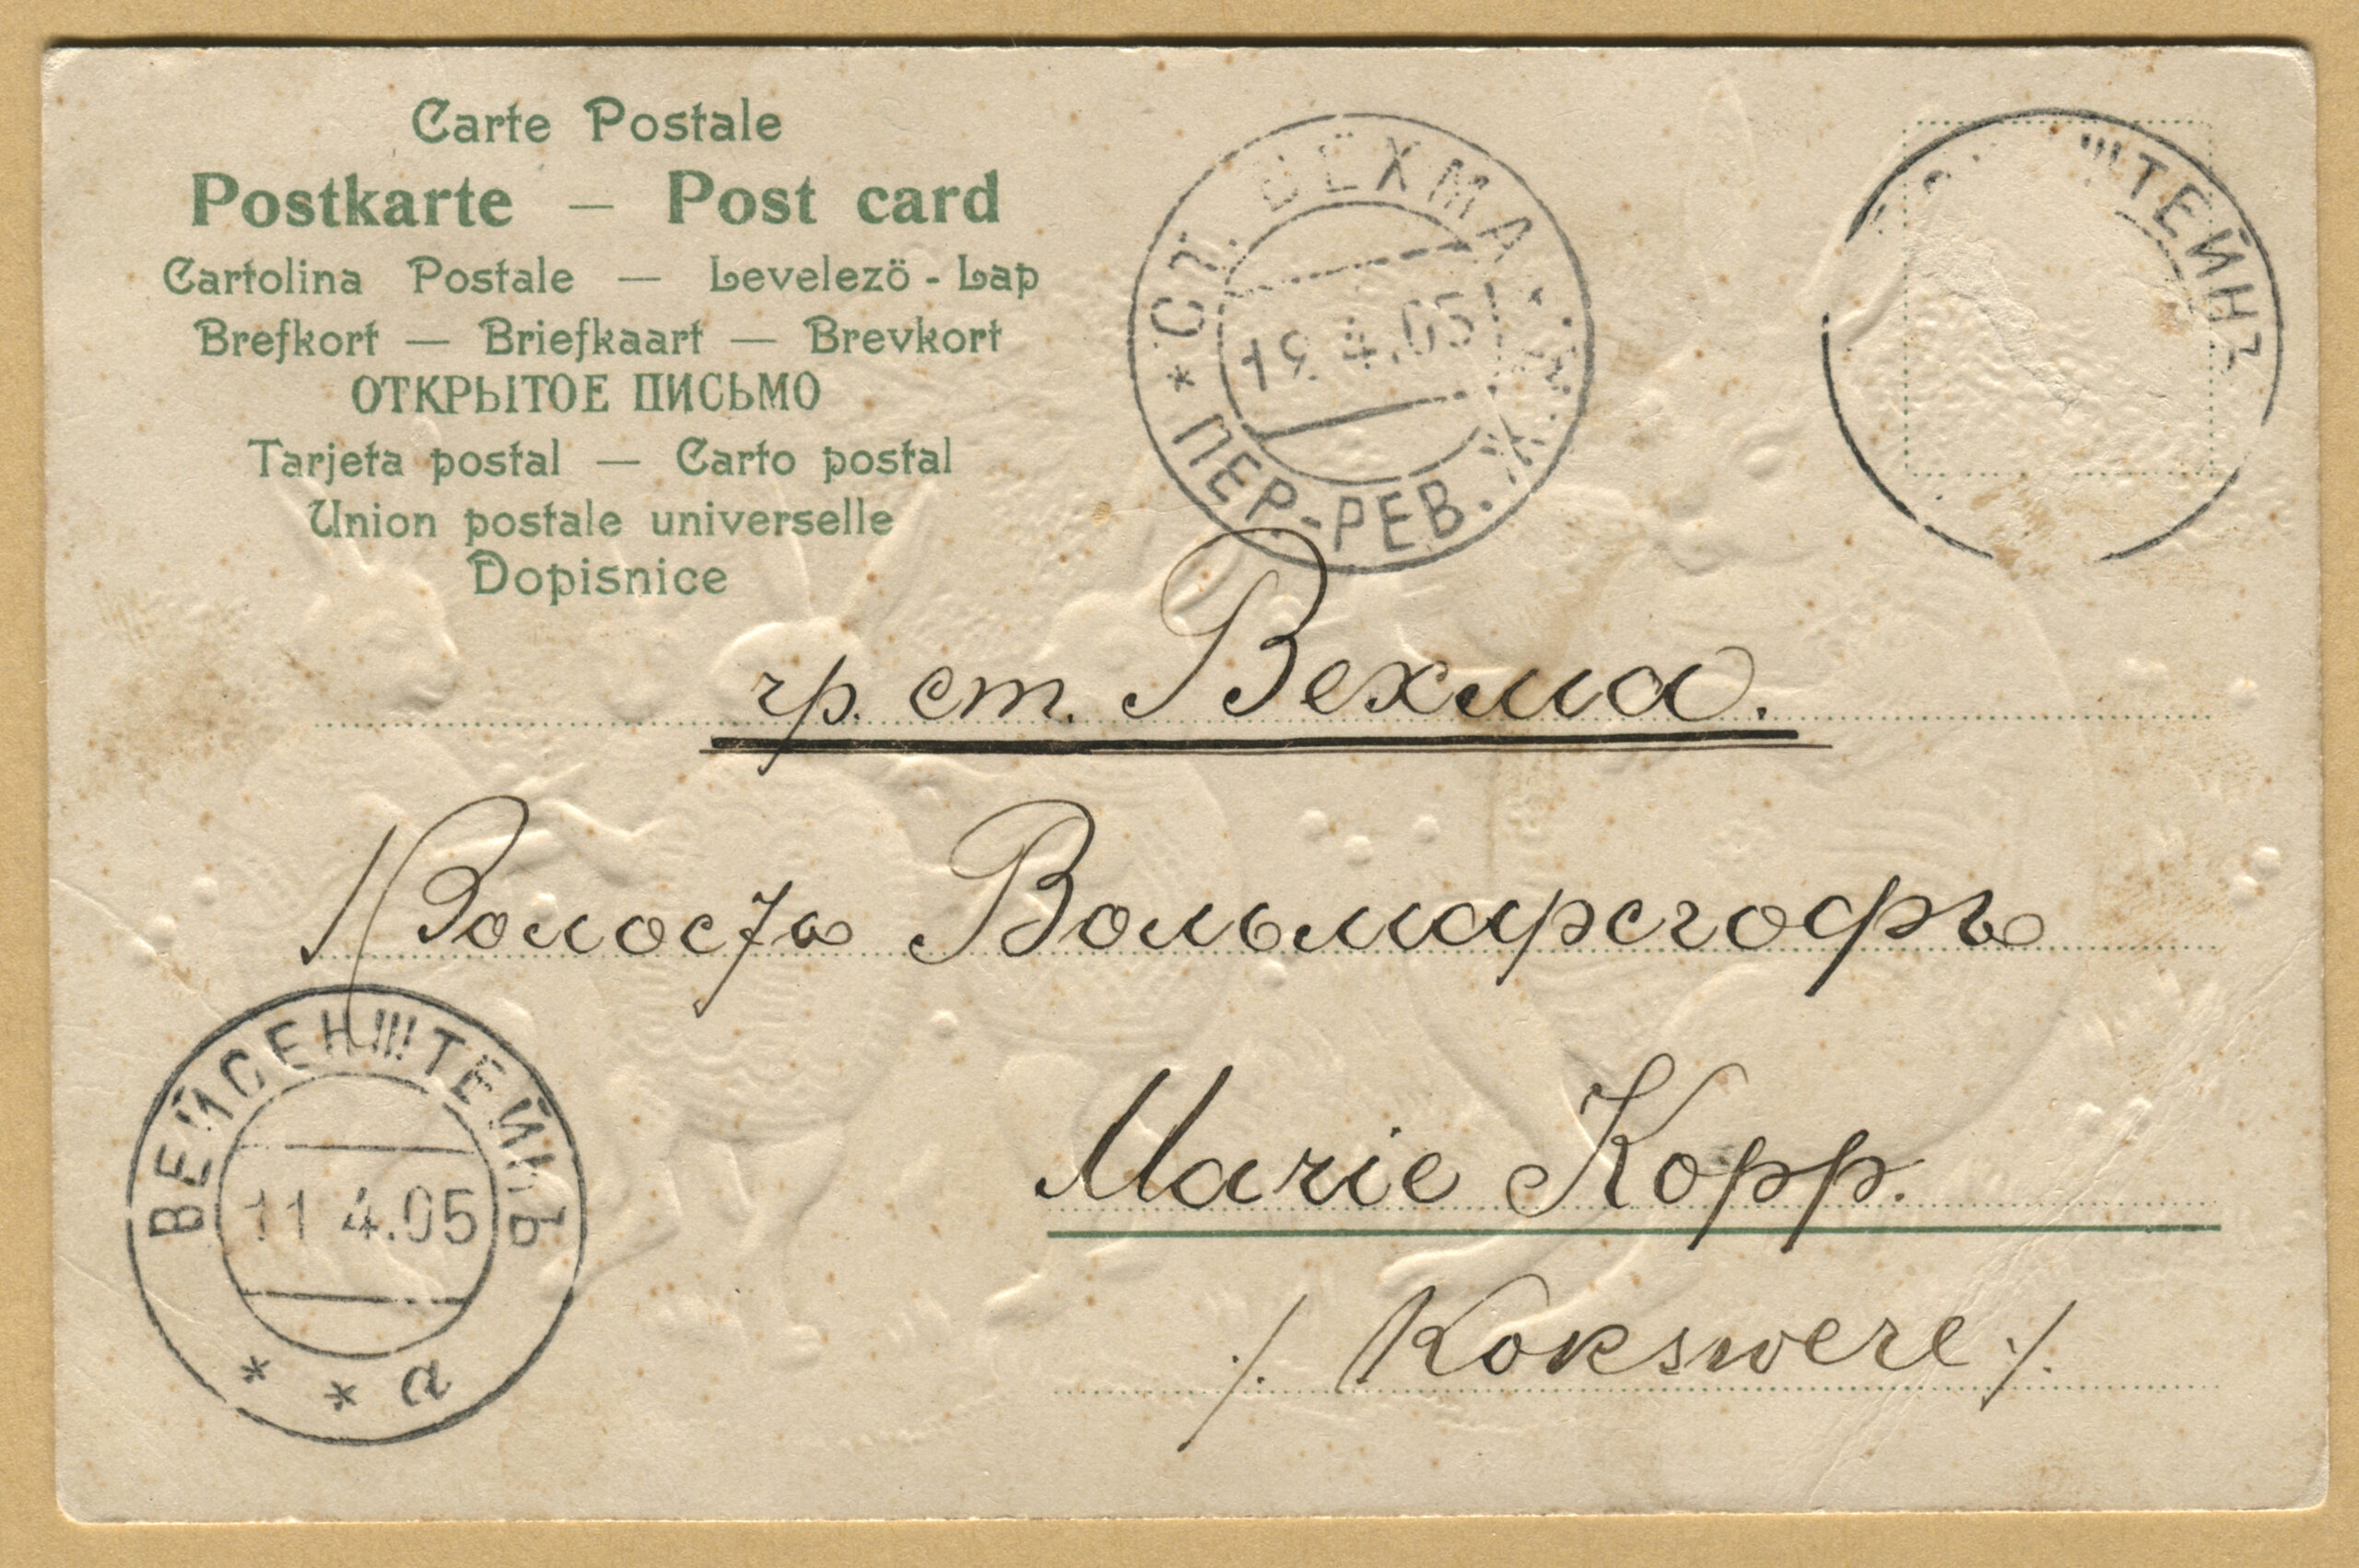 Carte Postale
Postkarte — Post card
Cartolina Postale — Levelezö - Lap
Brefkort — Briefkaart — Brevkort
ОТКРЫТОЕ ПИСЬМО
Tarjeta postal — Carto postal
Union postale universelle
Dopisnice
* СТ. ВЕХМА
19.4.05
ПЕР-РЕВ. Ж.
ШТЕЙНЪ
чр. ст. Вехма.
Волость Вольмарсгофъ
ВЕЙСЕНШТЕЙНЪ
11 4.05
* * а
Marie Kopp.
/. Kokswere /.